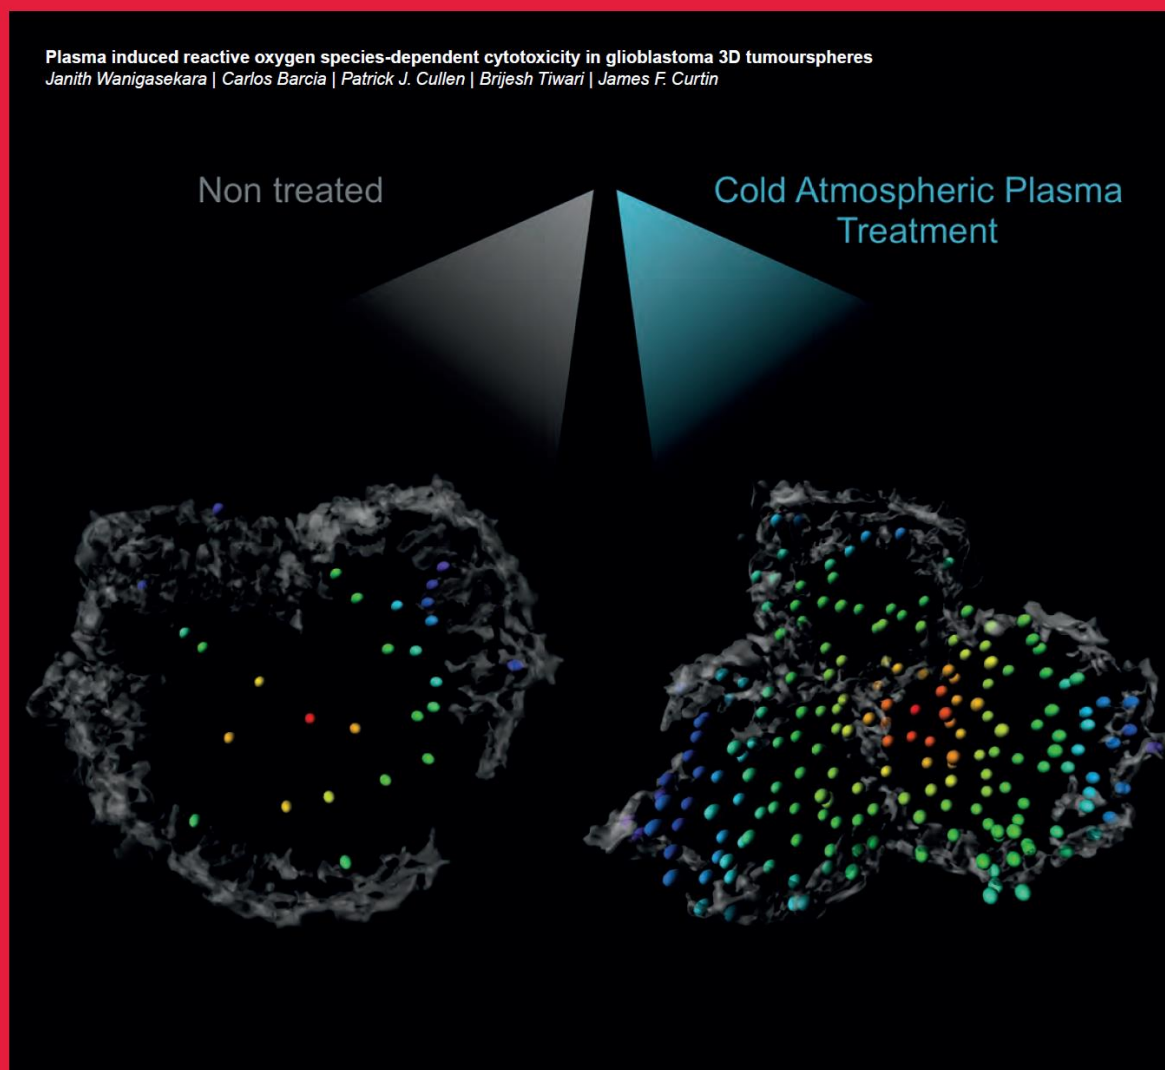 Plasma induced reactive oxygen species-dependent cytotoxicity in glioblastoma 3D tumourspheres
Janith Wanigasekara | Carlos Barcia | Patrick J. Cullen | Brijesh Tiwari | James F. Curtin
Non treated
Cold Atmospheric Plasma
Treatment